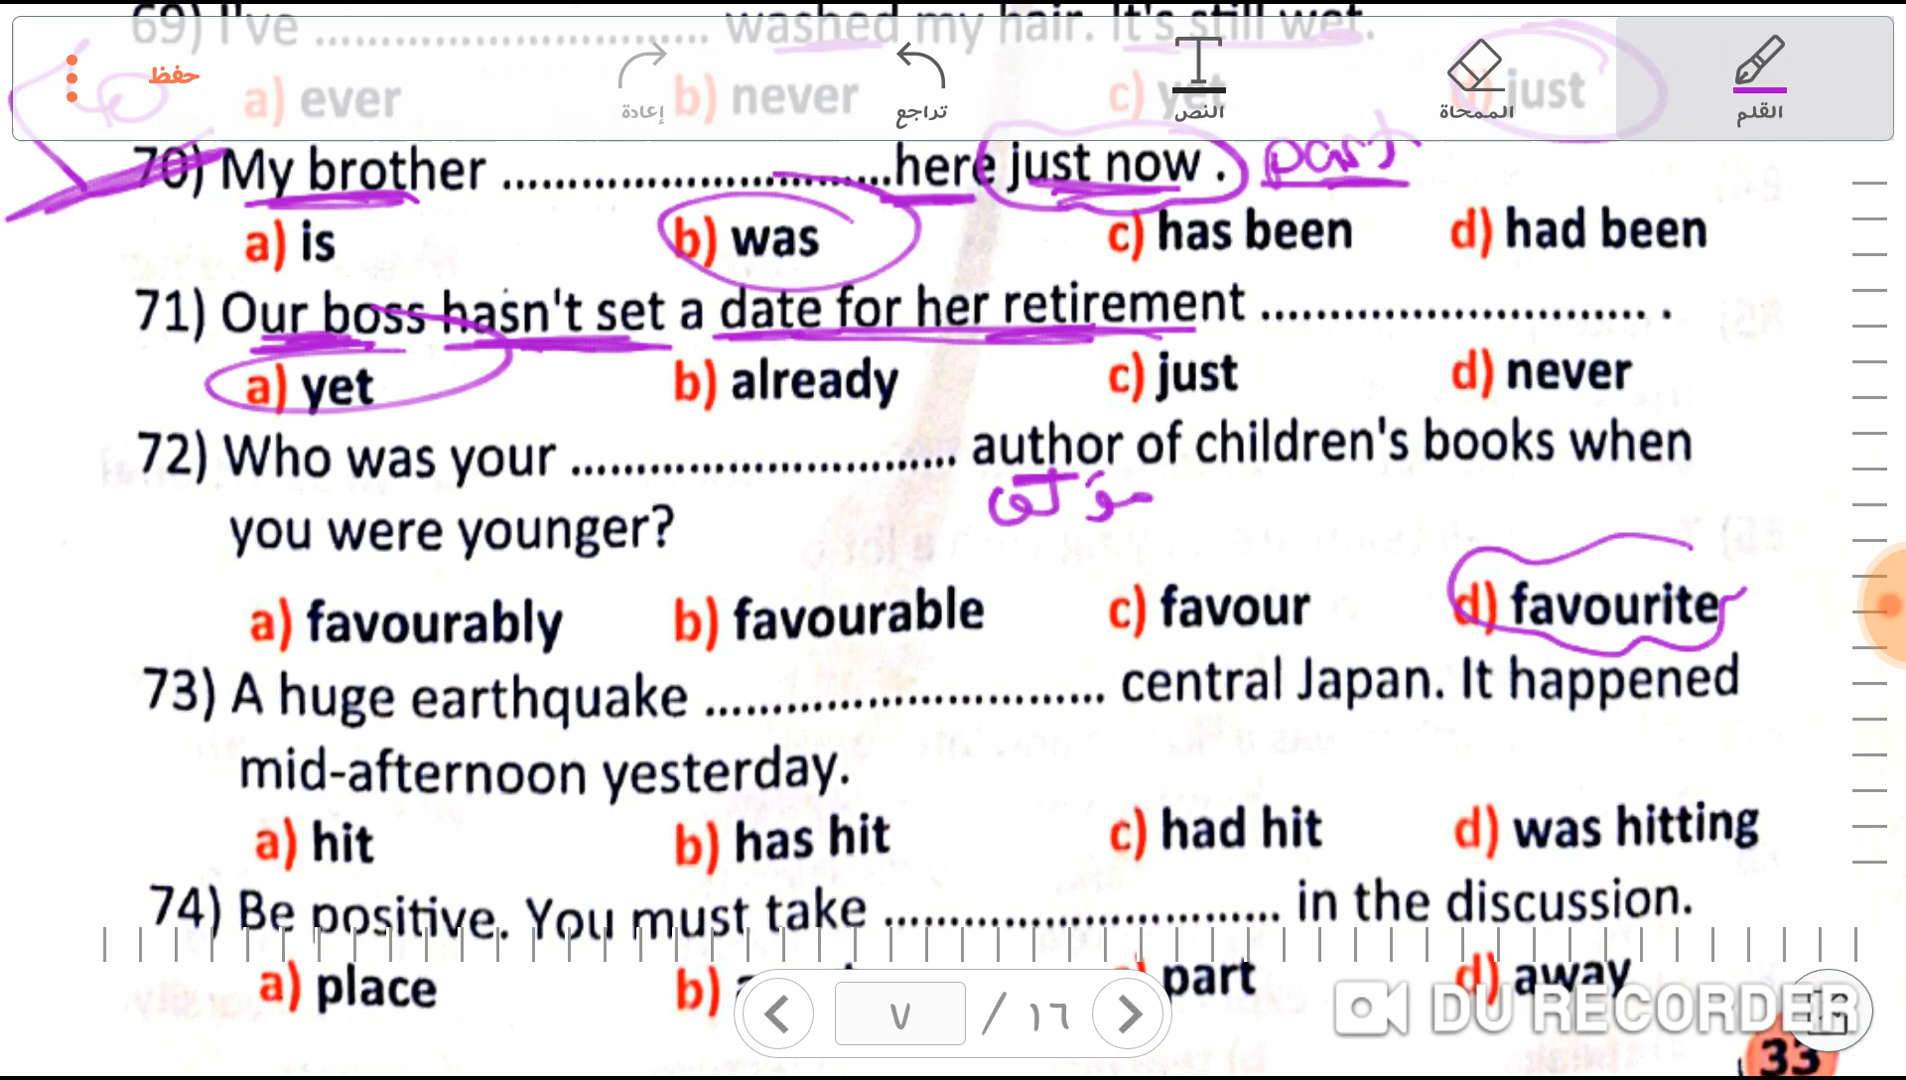 69) I've .............................. washed my hair. It's still wet.
a) ever b) never c) yet d) just
حفظ
إعادة
تراجع
النص
الممحاة
القلم
70) My brother ..............................here just now . past
a) is b) was c) has been d) had been
71) Our boss hasn't set a date for her retirement .............................. .
a) yet b) already c) just d) never
72) Who was your .............................. author of children's books when
you were younger?
a) favourably b) favourable c) favour d) favourite
73) A huge earthquake .............................. central Japan. It happened
mid-afternoon yesterday.
a) hit b) has hit c) had hit d) was hitting
74) Be positive. You must take .............................. in the discussion.
a) place b) part d) away
٧ / ١٦
DU RECORDER
33